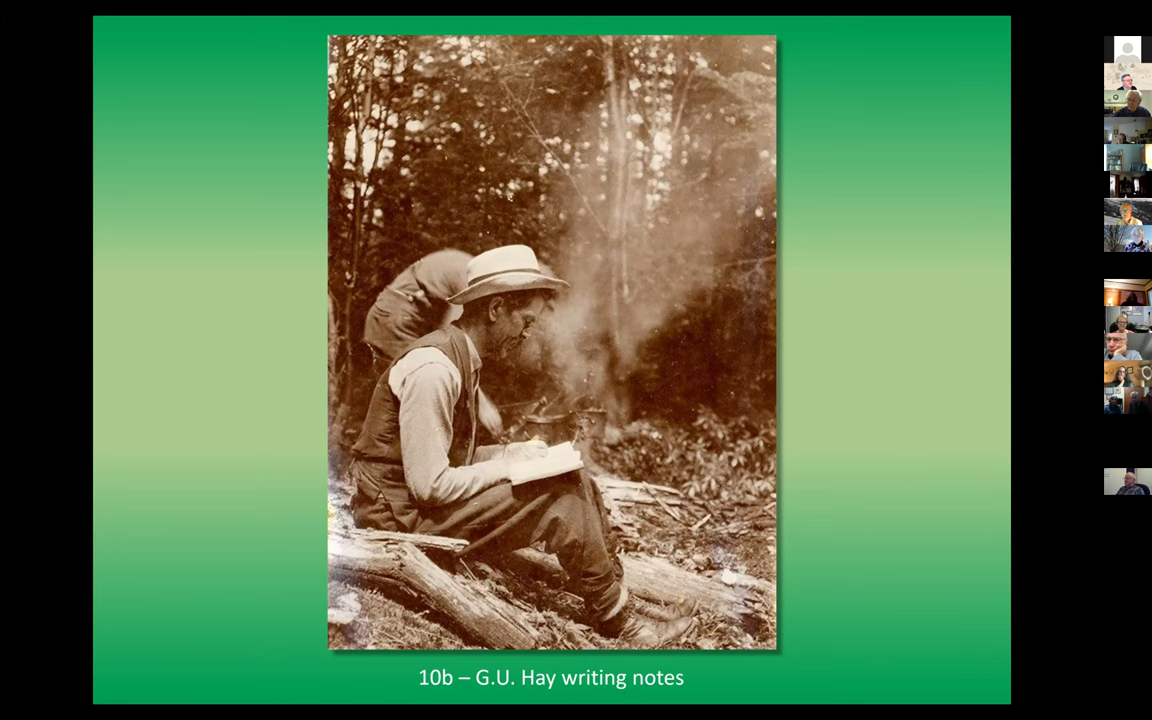 10b – G.U. Hay writing notes